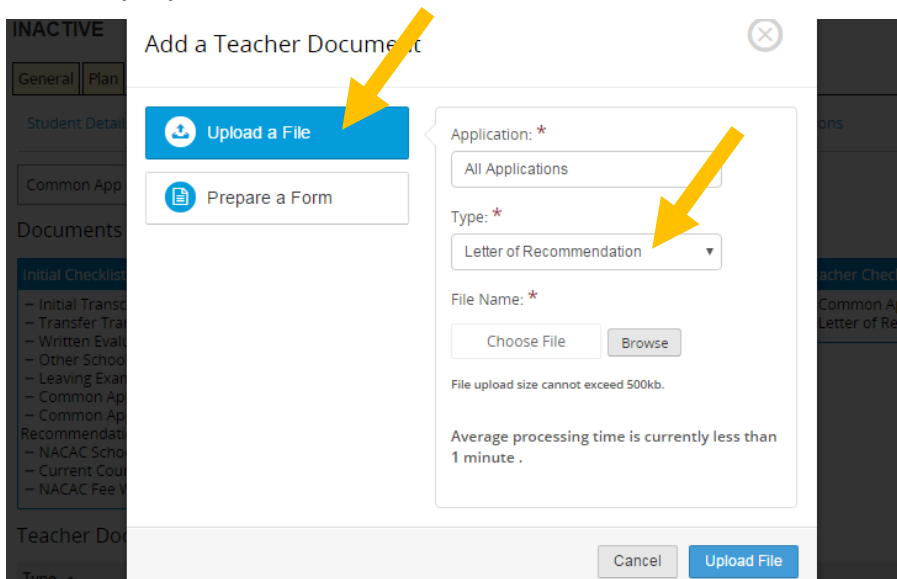 INACTIVE
General Plan
Student Detail
Common App
Documents
Initial Checklist
– Initial Transc
– Transfer Tran
– Written Evalu
– Other Schoo
– Leaving Exan
– Common Ap
– Common Ap
Recommendati
– NACAC Scho
– Current Cour
– NACAC Fee W
Teacher Doc
Type
Add a Teacher Document
Upload a File
Prepare a Form
Application: *
All Applications
Type: *
Letter of Recommendation
File Name: *
Choose File Browse
File upload size cannot exceed 500kb.
Average processing time is currently less than
1 minute .
Cancel Upload File
ons
acher Chec
Common A
Letter of Re